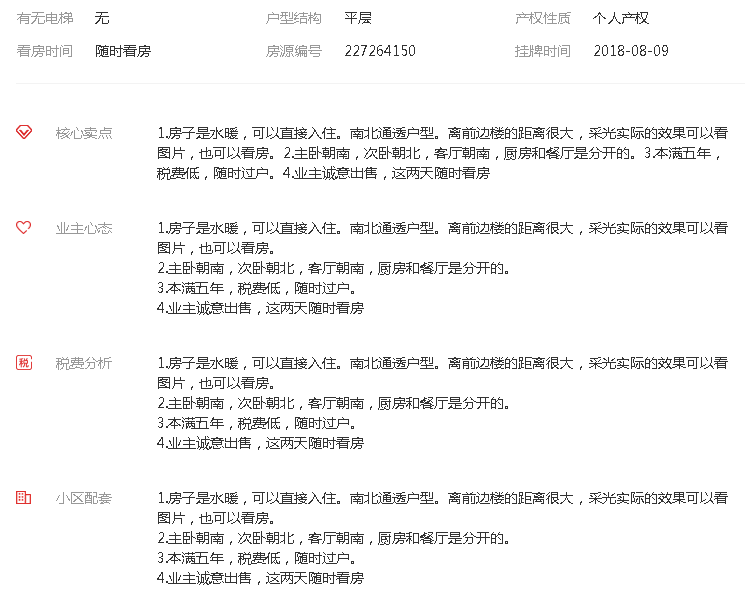 有无电梯 无 户型结构 平层 产权性质 个人产权
看房时间 随时看房 房源编号 227264150 挂牌时间 2018-08-09
核心卖点 1.房子是水暖，可以直接入住。南北通透户型。离前边楼的距离很大，采光实际的效果可以看
图片，也可以看房。2.主卧朝南，次卧朝北，客厅朝南，厨房和餐厅是分开的。3.本满五年，
税费低，随时过户。4.业主诚意出售，这两天随时看房
业主心态 1.房子是水暖，可以直接入住。南北通透户型。离前边楼的距离很大，采光实际的效果可以看
图片，也可以看房。
2.主卧朝南，次卧朝北，客厅朝南，厨房和餐厅是分开的。
3.本满五年，税费低，随时过户。
4.业主诚意出售，这两天随时看房
税 税费分析 1.房子是水暖，可以直接入住。南北通透户型。离前边楼的距离很大，采光实际的效果可以看
图片，也可以看房。
2.主卧朝南，次卧朝北，客厅朝南，厨房和餐厅是分开的。
3.本满五年，税费低，随时过户。
4.业主诚意出售，这两天随时看房
小区配套 1.房子是水暖，可以直接入住。南北通透户型。离前边楼的距离很大，采光实际的效果可以看
图片，也可以看房。
2.主卧朝南，次卧朝北，客厅朝南，厨房和餐厅是分开的。
3.本满五年，税费低，随时过户。
4.业主诚意出售，这两天随时看房